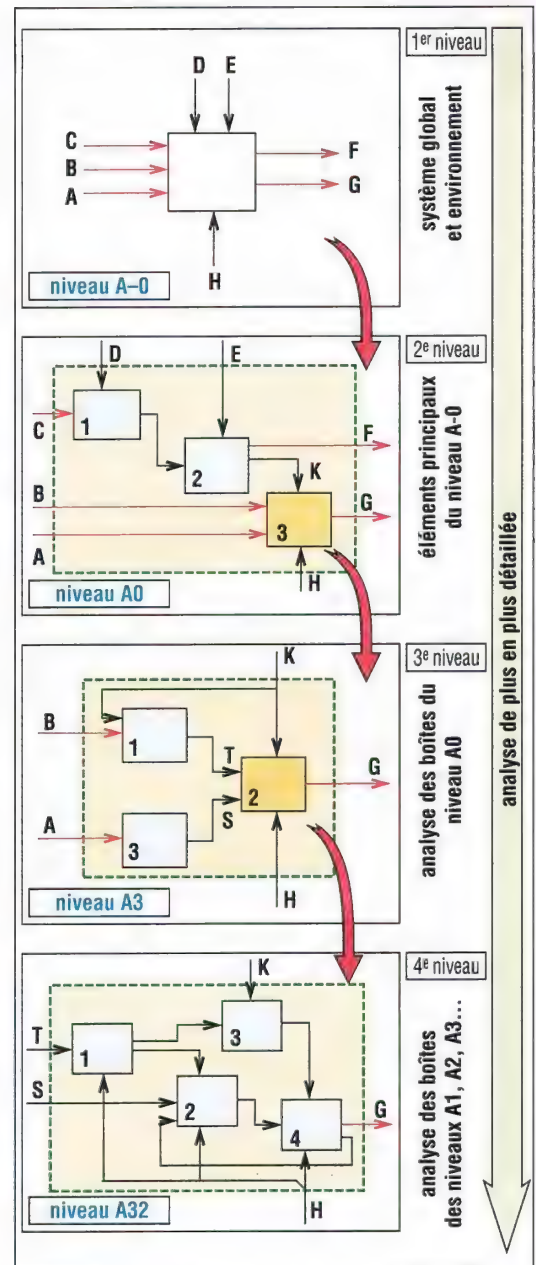 1er niveau
D E
C
B
A
F
G
H
niveau A–0
système global
et environnement
2e niveau
D E
C
1
2
F
K
B
G
3
A
H
niveau A0
éléments principaux
du niveau A-0
3e niveau
K
B
1
T
G
2
S
A
3
H
niveau A3
analyse des boîtes du
niveau A0
4e niveau
K
T
1
3
S
2
G
4
H
niveau A32
analyse des boîtes
des niveaux A1, A2, A3...
analyse de plus en plus détaillée